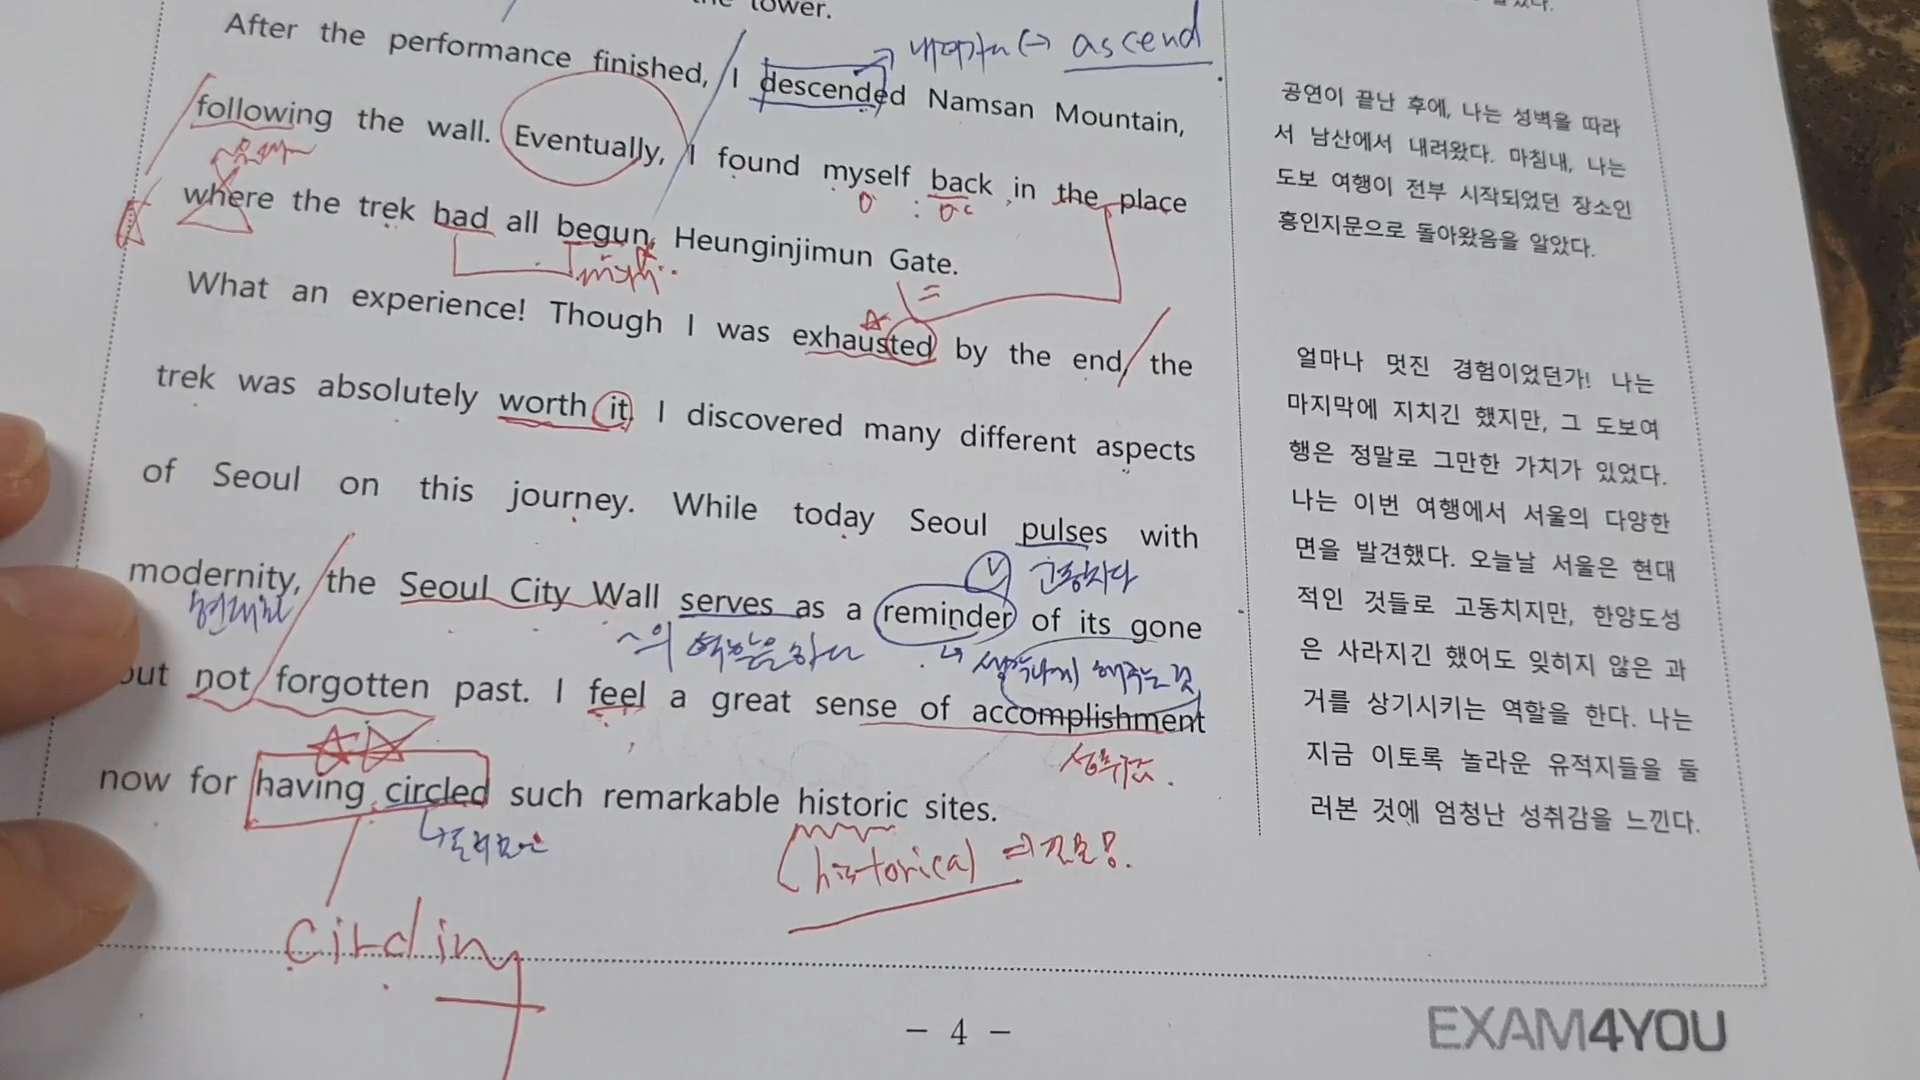 the tower.
After the performance finished, I descended Namsan Mountain,
following the wall. Eventually, I found myself back in the place
where the trek had all begun, Heunginjimun Gate.
What an experience! Though I was exhausted by the end, the
trek was absolutely worth it. I discovered many different aspects
of Seoul on this journey. While today Seoul pulses with
modernity, the Seoul City Wall serves as a reminder of its gone
but not forgotten past. I feel a great sense of accomplishment
now for having circled such remarkable historic sites.
ascend
O
O.C
=
고동치다
현대적
~의 역할을 하다
생각나게 해주는 것
성취감.
둘러보는
(historical)
circling
공연이 끝난 후에, 나는 성벽을 따라
서 남산에서 내려왔다. 마침내, 나는
도보 여행이 전부 시작되었던 장소인
흥인지문으로 돌아왔음을 알았다.
얼마나 멋진 경험이었던가! 나는
마지막에 지치긴 했지만, 그 도보여
행은 정말로 그만한 가치가 있었다.
나는 이번 여행에서 서울의 다양한
면을 발견했다. 오늘날 서울은 현대
적인 것들로 고동치지만, 한양도성
은 사라지긴 했어도 잊히지 않은 과
거를 상기시키는 역할을 한다. 나는
지금 이토록 놀라운 유적지들을 둘
러본 것에 엄청난 성취감을 느낀다.
- 4 -
EXAM4YOU